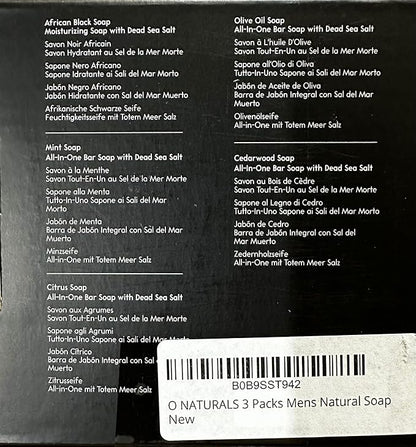 African Black Soap
Moisturizing Soap with Dead Sea Salt
Savon Noir Africain
Savon Hydratant au Sel de la Mer Morte
Sapone Nero Africano
Sapone Idratante ai Sali del Mar Morto
Jabón Negro Africano
Jabón Hidratante con Sal del Mar Muerto
Afrikanische Schwarze Seife
Feuchtigkeitsseife mit Totem Meer Salz
Mint Soap
All-In-One Bar Soap with Dead Sea Salt
Savon à la Menthe
Savon Tout-En-Un au Sel de la Mer Morte
Sapone alla Menta
Tutto-In-Uno Sapone ai Sali del Mar
Morto
Jabón de Menta
Barra de Jabón Integral con Sal del Mar
Muerto
Minzseife
All-in-One mit Totem Meer Salz
Citrus Soap
All-In-One Bar Soap with Dead Sea Salt
Savon aux Agrumes
Savon Tout-En-Un au Sel de la Mer Morte
Sapone agli Agrumi
Tutto-In-Uno Sapone ai Sali del Mar
Jabón Cítrico
Barra de Jabón Integral con Sal
Muerto
Zitrusseife
All-in-One mit Totem Meer Salz
Olive Oil Soap
All-In-One Bar Soap with Dead Sea Salt
Savon à L'huile D'Olive
Savon Tout-En-Un au Sel de la Mer Morte
Sapone all'Olio di Oliva
Tutto-In-Uno Sapone ai Sali del Mar Morto
Jabón de Aceite de Oliva
Barra de Jabón Integral con Sal del Mar
Muerto
Olivenölseife
All-in-One mit Totem Meer Salz
Cedarwood Soap
All-In-One Bar Soap with Dead Sea Salt
Savon au Bois de Cèdre
Savon Tout-En-Un au Sel de la Mer Morte
Sapone al Legno di Cedro
Tutto-In-Uno Sapone ai Sali del Mar Morto
Jabón de Cedro
Barra de Jabón Integral con Sal del
Mar Muerto
Zedernholzseife
All-in-One mit Totem Meer Salz
B0B9SST942
O NATURALS 3 Packs Mens Natural Soap
New